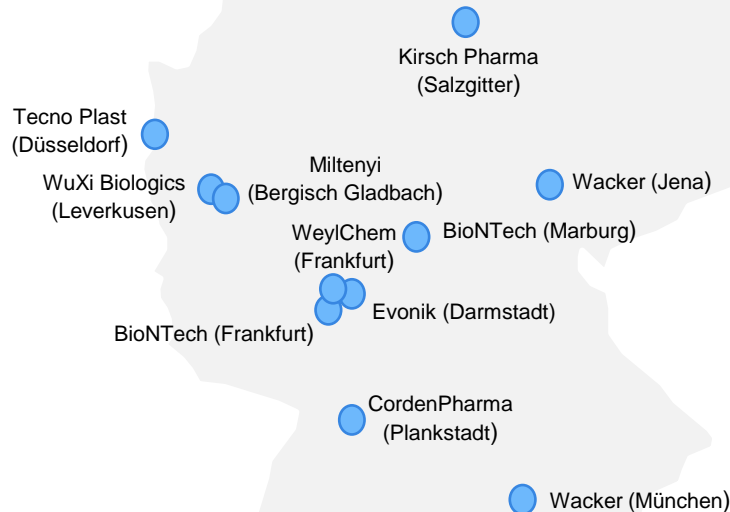 Kirsch Pharma
(Salzgitter)
Tecno Plast
(Düsseldorf)
WuXi Biologics
(Leverkusen)
Miltenyi
(Bergisch Gladbach)
Wacker (Jena)
WeylChem
(Frankfurt)
BioNTech (Marburg)
Evonik (Darmstadt)
BioNTech (Frankfurt)
CordenPharma
(Plankstadt)
Wacker (München)